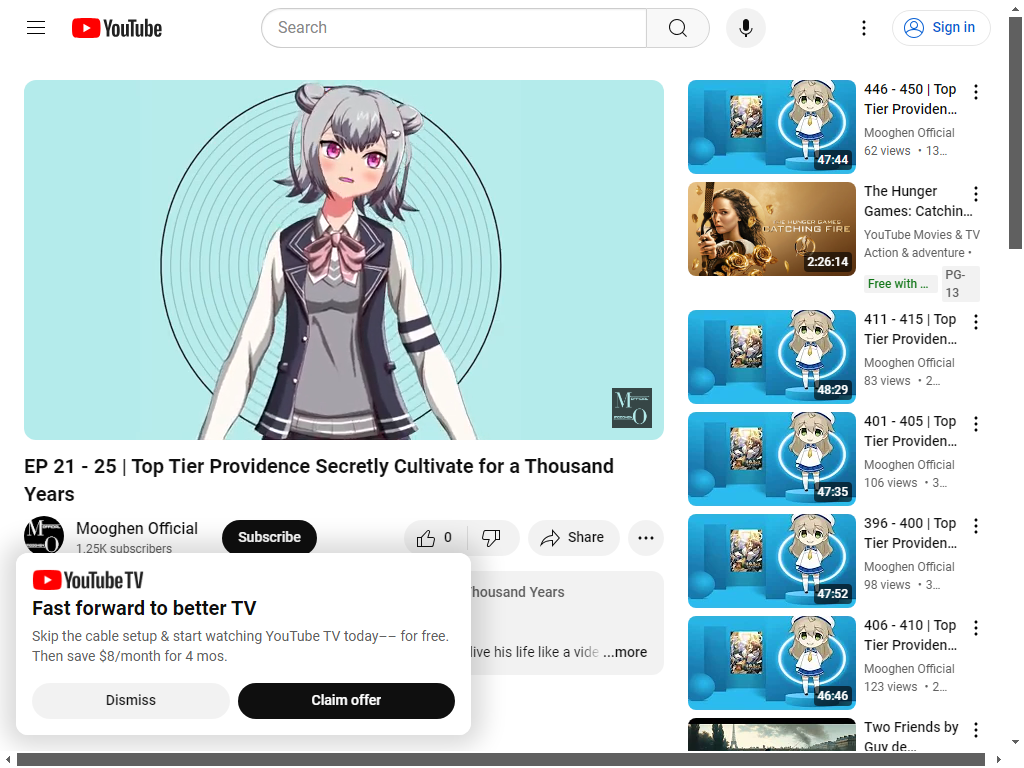 YouTube
Search
Sign in
EP 21 - 25 | Top Tier Providence Secretly Cultivate for a Thousand
Years
Mooghen Official
1.25K subscribers
Subscribe
0
Share
housand Years
live his life like a vide ...more
YouTube TV
Fast forward to better TV
Skip the cable setup & start watching YouTube TV today–– for free.
Then save $8/month for 4 mos.
Dismiss
Claim offer
47:44
446 - 450 | Top
Tier Providen...
Mooghen Official
62 views • 13...
THE HUNGER GAMES
CATCHING FIRE
2:26:14
The Hunger
Games: Catchin...
YouTube Movies & TV
Action & adventure •
Free with ...
PG-
13
48:29
411 - 415 | Top
Tier Providen...
Mooghen Official
83 views • 2...
47:35
401 - 405 | Top
Tier Providen...
Mooghen Official
106 views • 3...
47:52
396 - 400 | Top
Tier Providen...
Mooghen Official
98 views • 3...
46:46
406 - 410 | Top
Tier Providen...
Mooghen Official
123 views • 2...
Two Friends by
Guy de...